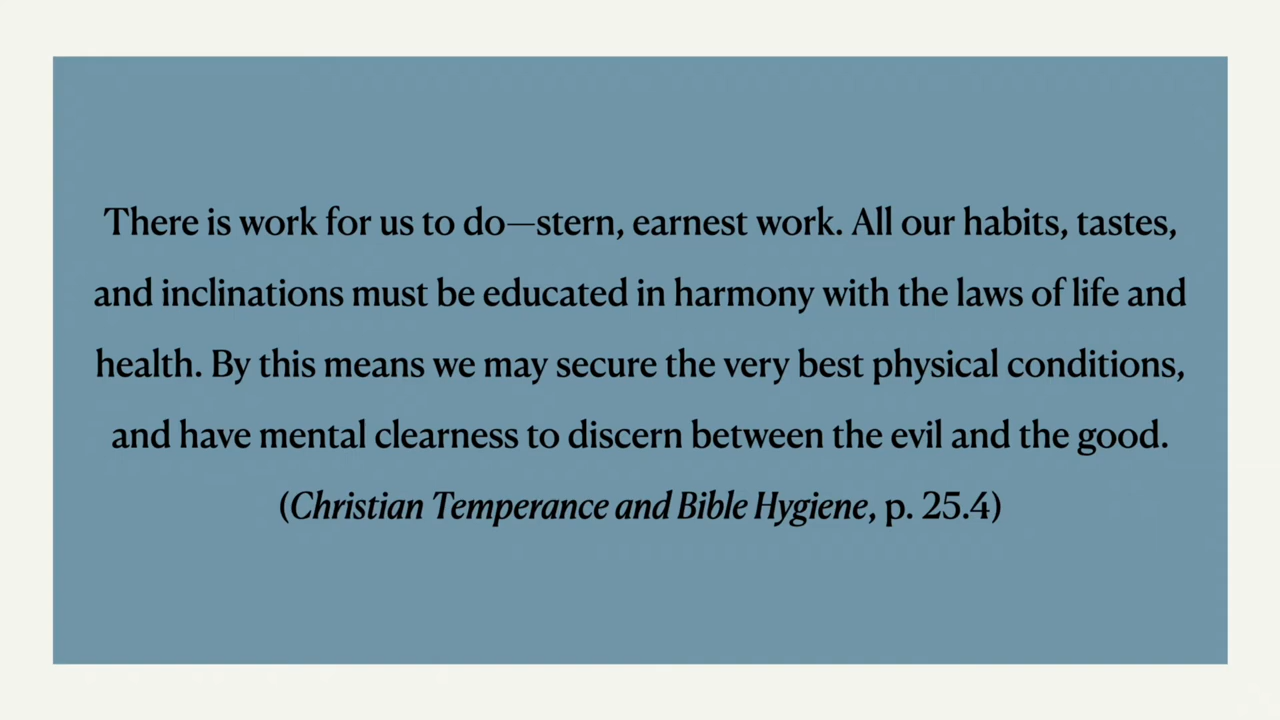 There is work for us to do—stern, earnest work. All our habits, tastes,
and inclinations must be educated in harmony with the laws of life and
health. By this means we may secure the very best physical conditions,
and have mental clearness to discern between the evil and the good.
(Christian Temperance and Bible Hygiene, p. 25.4)